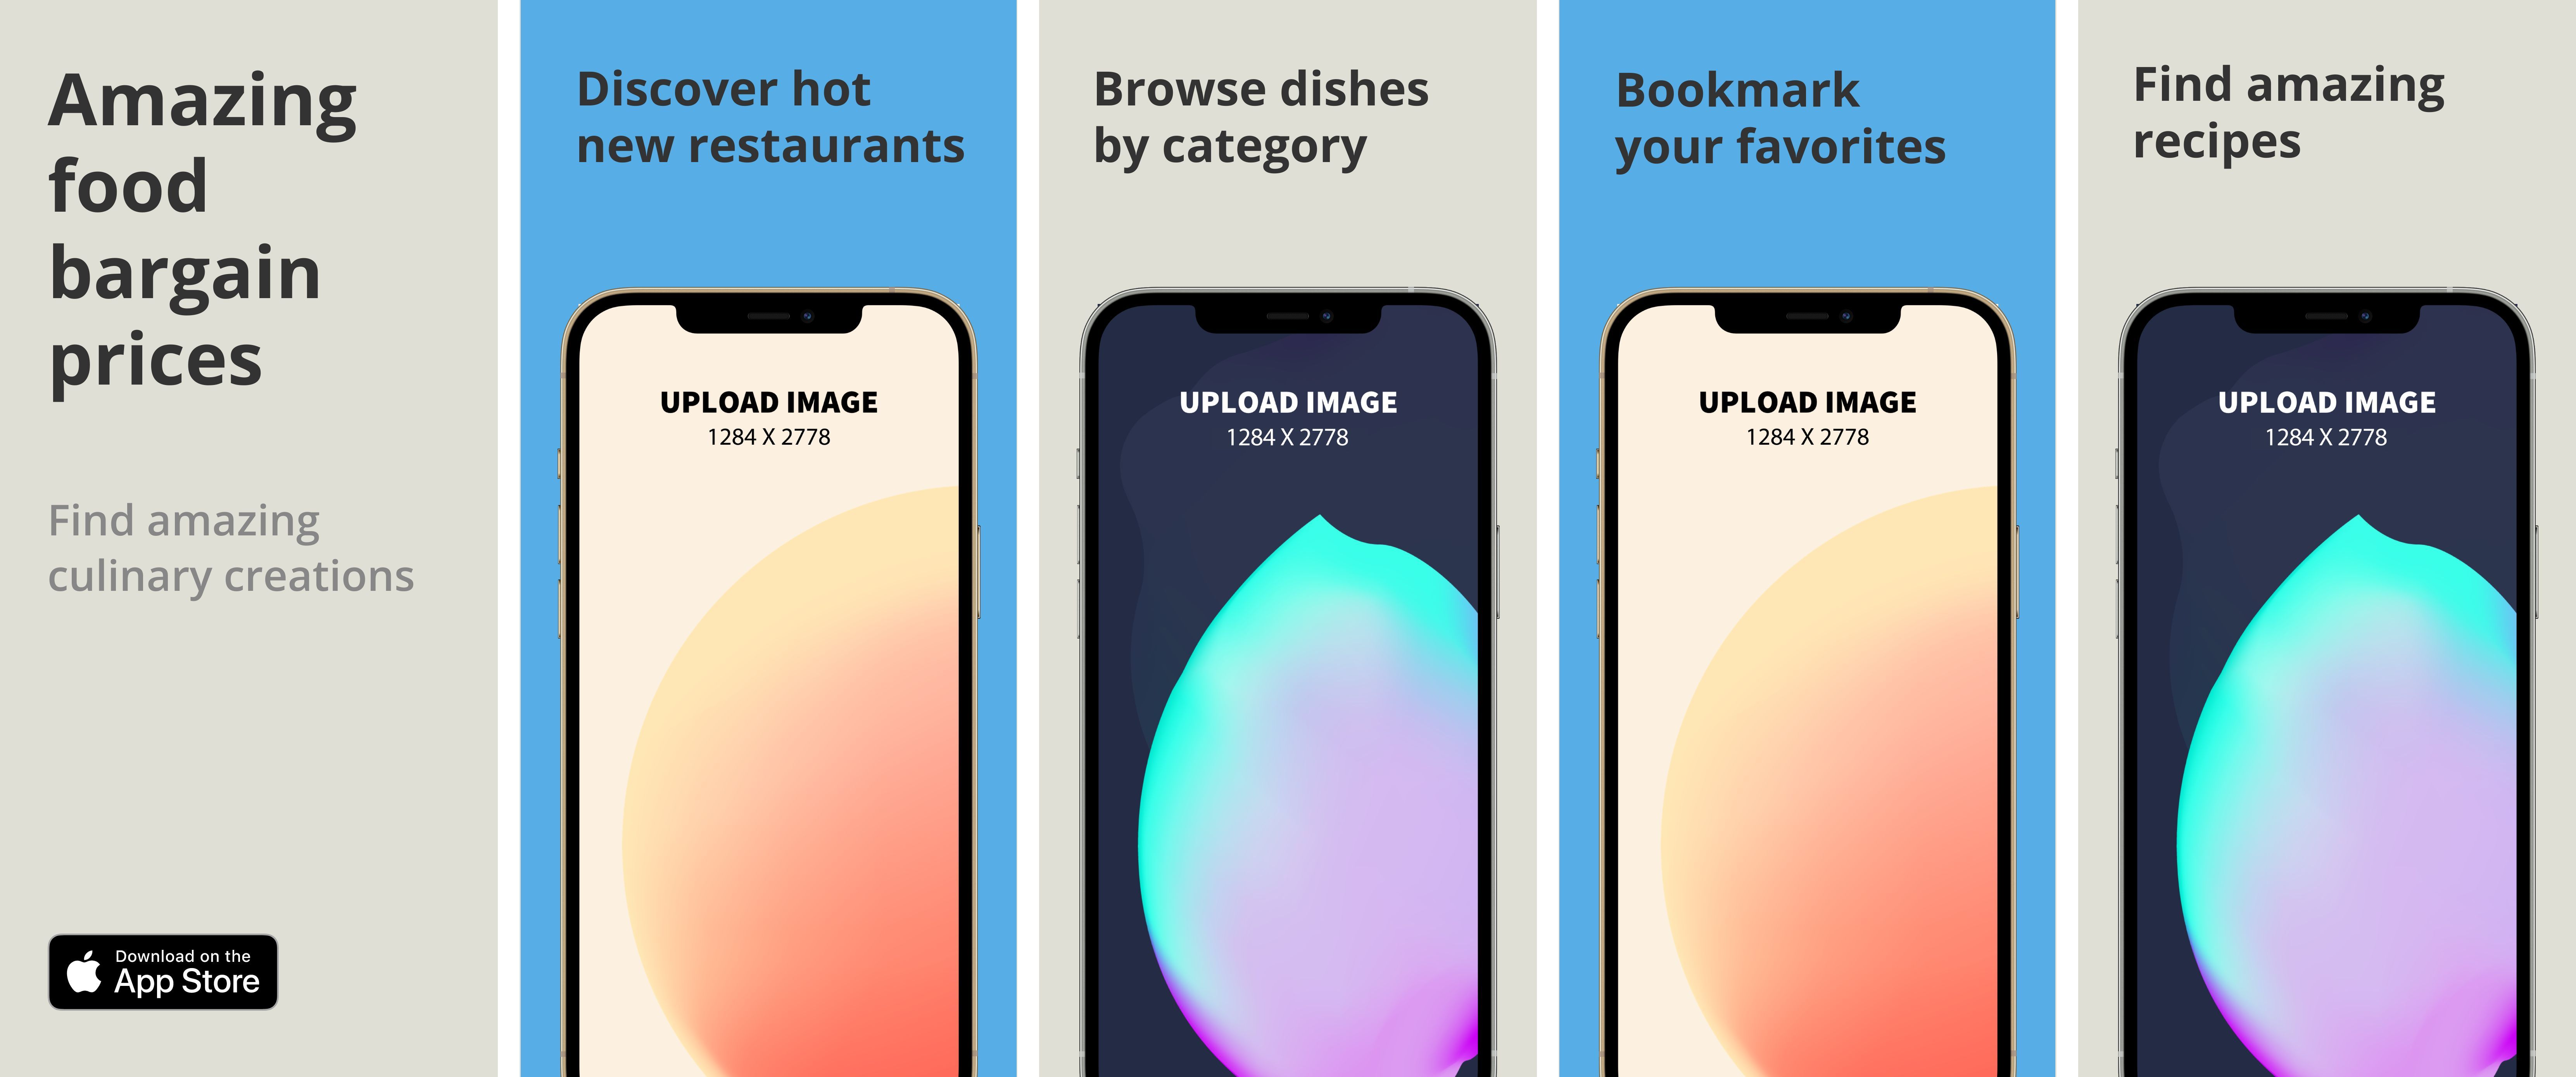 Amazing
food
bargain
prices
Find amazing
culinary creations
Download on the
App Store
Discover hot
new restaurants
UPLOAD IMAGE
1284 X 2778
Browse dishes
by category
UPLOAD IMAGE
1284 X 2778
Bookmark
your favorites
UPLOAD IMAGE
1284 X 2778
Find amazing
recipes
UPLOAD IMAGE
1284 X 2778